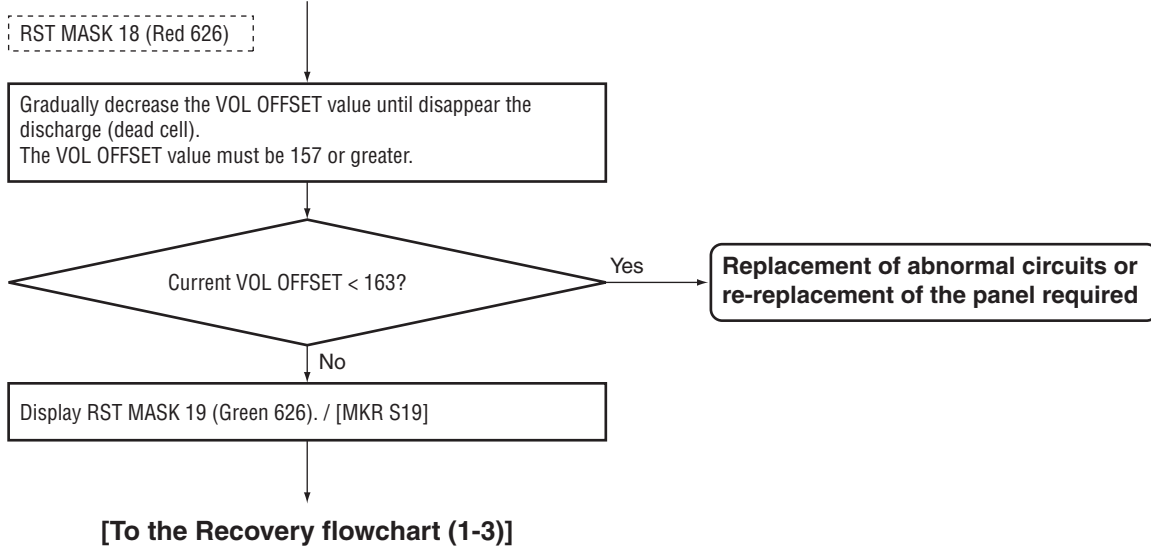 RST MASK 18 (Red 626)
Gradually decrease the VOL OFFSET value until disappear the
discharge (dead cell).
The VOL OFFSET value must be 157 or greater.
Current VOL OFFSET < 163?
Yes
Replacement of abnormal circuits or
re-replacement of the panel required
No
Display RST MASK 19 (Green 626). / [MKR S19]
[To the Recovery flowchart (1-3)]